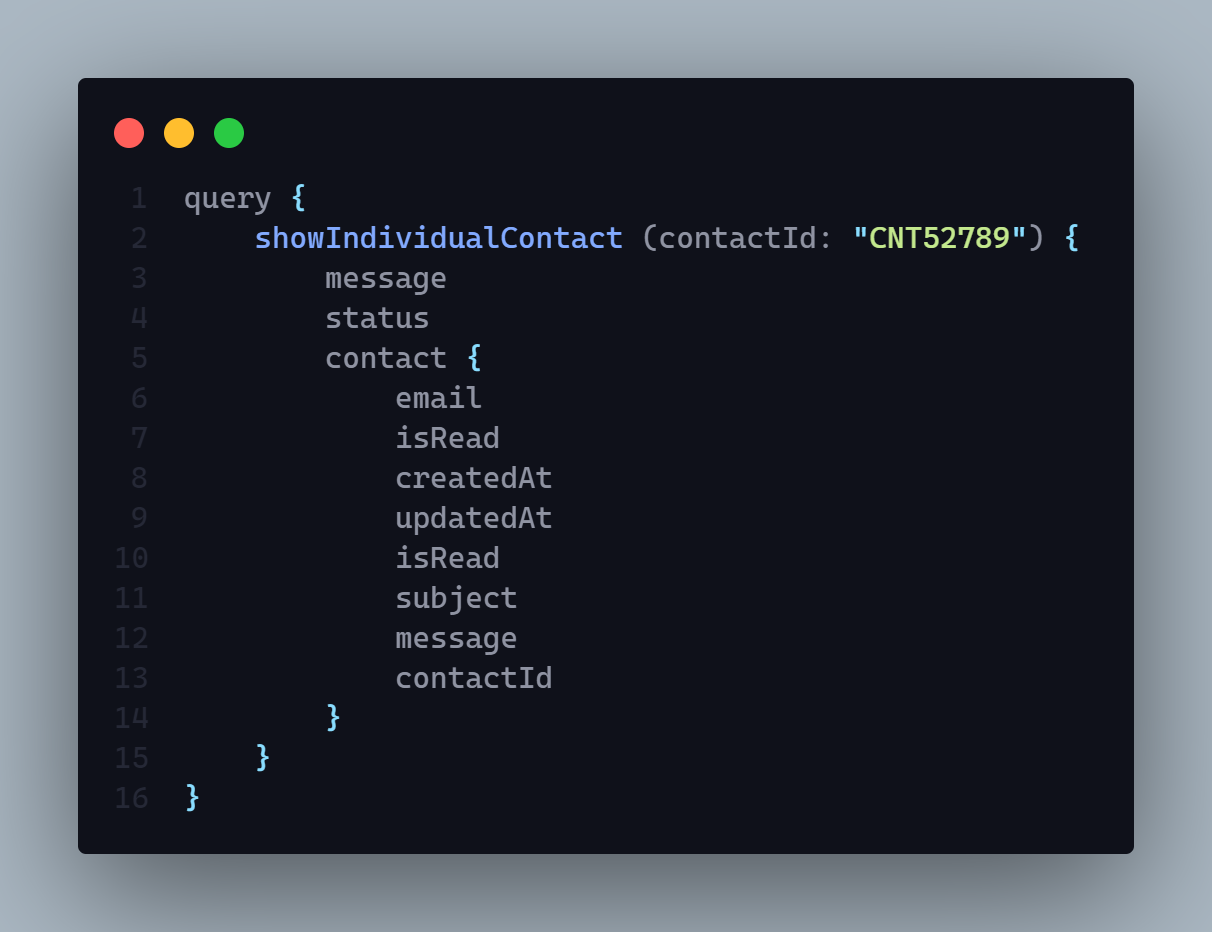 1 query {
2 showIndividualContact (contactId: "CNT52789") {
3 message
4 status
5 contact {
6 email
7 isRead
8 createdAt
9 updatedAt
10 isRead
11 subject
12 message
13 contactId
14 }
15 }
16 }